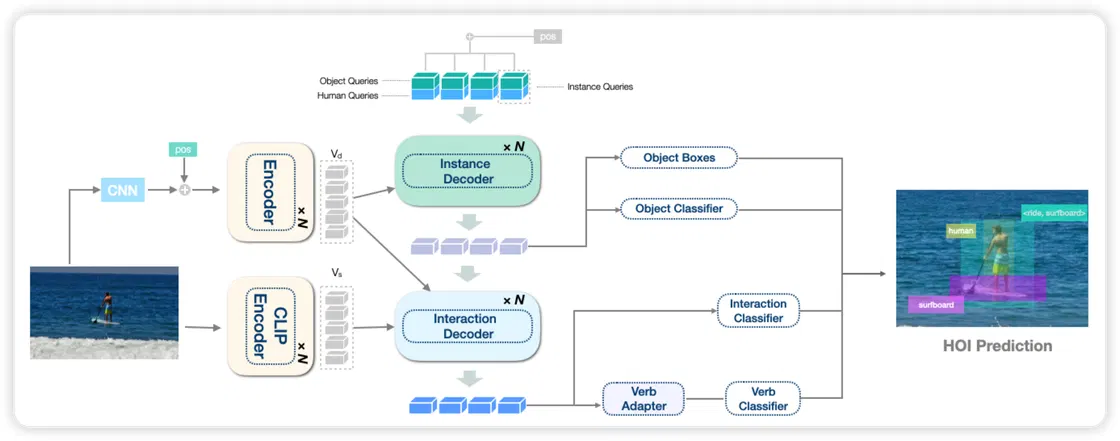 pos
Object Queries
Human Queries
Instance Queries
× N
Instance
Decoder
pos
CNN
Encoder
× N
Vd
Object Boxes
Object Classifier
<ride, surfboard>
human
surfboard
HOI Prediction
CLIP
Encoder
× N
Vs
× N
Interaction
Decoder
Interaction
Classifier
Verb
Adapter
Verb
Classifier